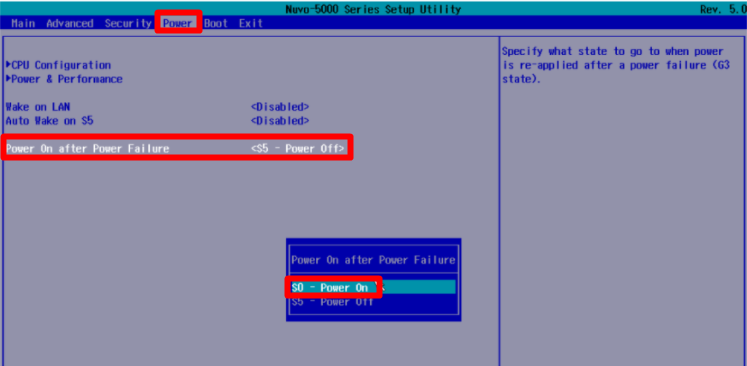 Nuvo-5000 Series Setup Utility Rev. 5.0
Main Advanced Security Power Boot Exit
Specify what state to go to when power
is re-applied after a power failure (G3
state).
▶CPU Configuration
▶Power & Performance
Wake on LAN <Disabled>
Auto Wake on S5 <Disabled>
Power On after Power Failure <S5 - Power Off>
Power On after Power Failure
S0 - Power On
S5 - Power Off